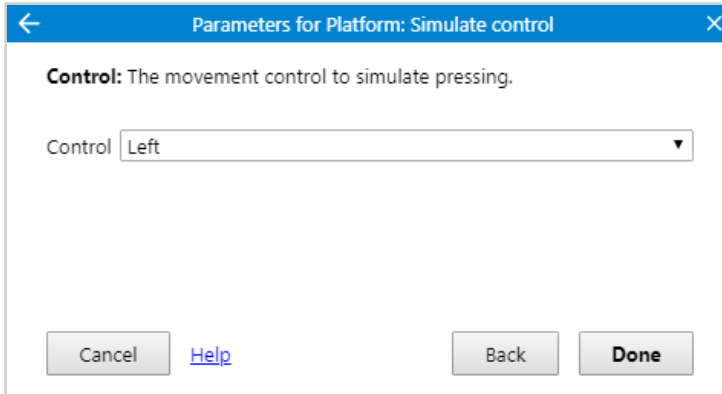 Parameters for Platform: Simulate control
Control: The movement control to simulate pressing.
Control Left
Cancel Help Back Done